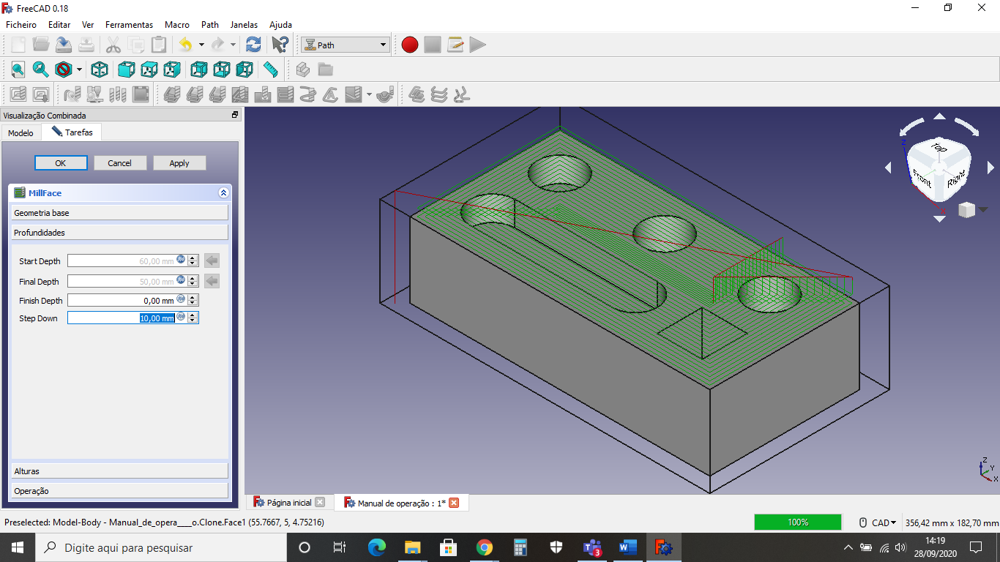 FreeCAD 0.18
Ficheiro Editar Ver Ferramentas Macro Path Janelas Ajuda
Path
Visualização Combinada
Modelo Tarefas
OK Cancel Apply
MillFace
Geometria base
Profundidades
Start Depth 60,00 mm
Final Depth 50,00 mm
Finish Depth 0,00 mm
Step Down 10,00 mm
Alturas
Operação
Top
Front
Right
Z
X
Z
Y
X
Página inicial
Manual de operação : 1*
Preselected: Model-Body - Manual_de_opera____o.Clone.Face1 (55.7667, 5, 4.75216)
100%
CAD
356,42 mm x 182,70 mm
Digite aqui para pesquisar
3
14:19
28/09/2020